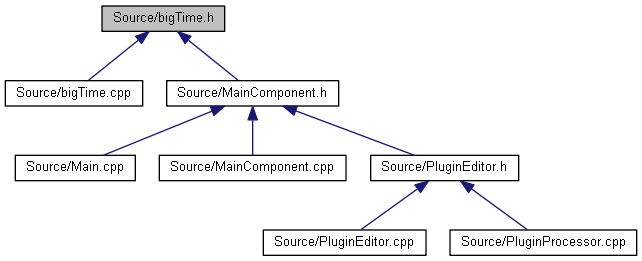 Source/bigTime.h
Source/bigTime.cpp
Source/MainComponent.h
Source/Main.cpp
Source/MainComponent.cpp
Source/PluginEditor.h
Source/PluginEditor.cpp
Source/PluginProcessor.cpp